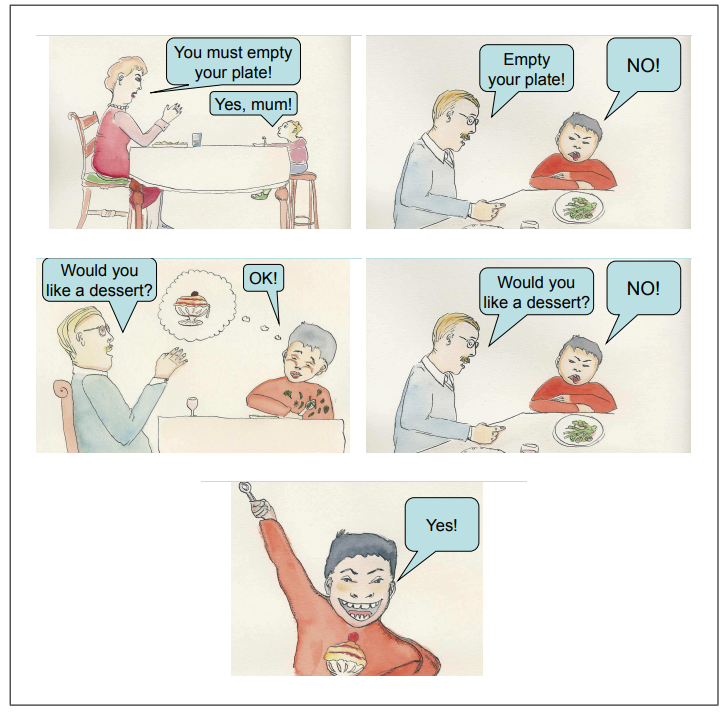 You must empty
your plate!
Yes, mum!
Empty
your plate!
NO!
Would you
like a dessert?
OK!
Would you
like a dessert?
NO!
Yes!